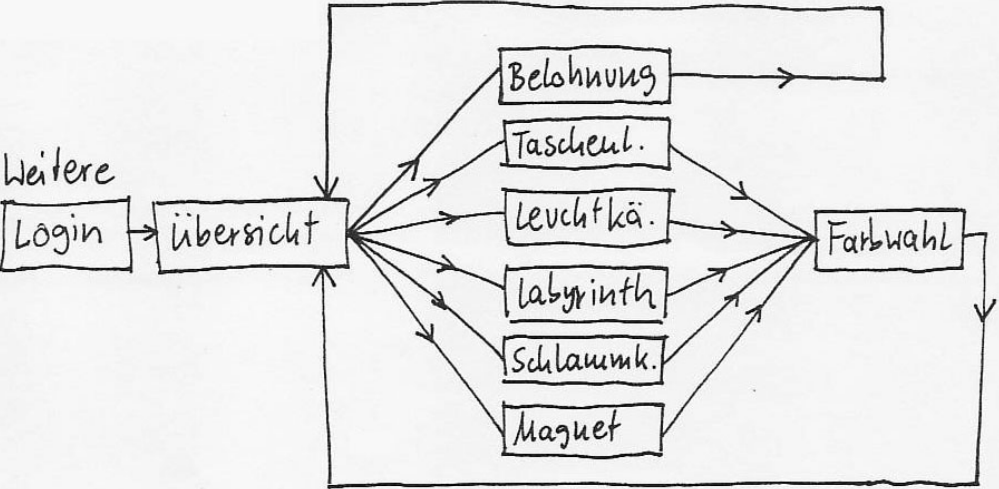 Weitere
Login
Übersicht
Belohnung
Taschenl.
Leuchtkä.
Labyrinth
Schlammk.
Magnet
Farbwahl